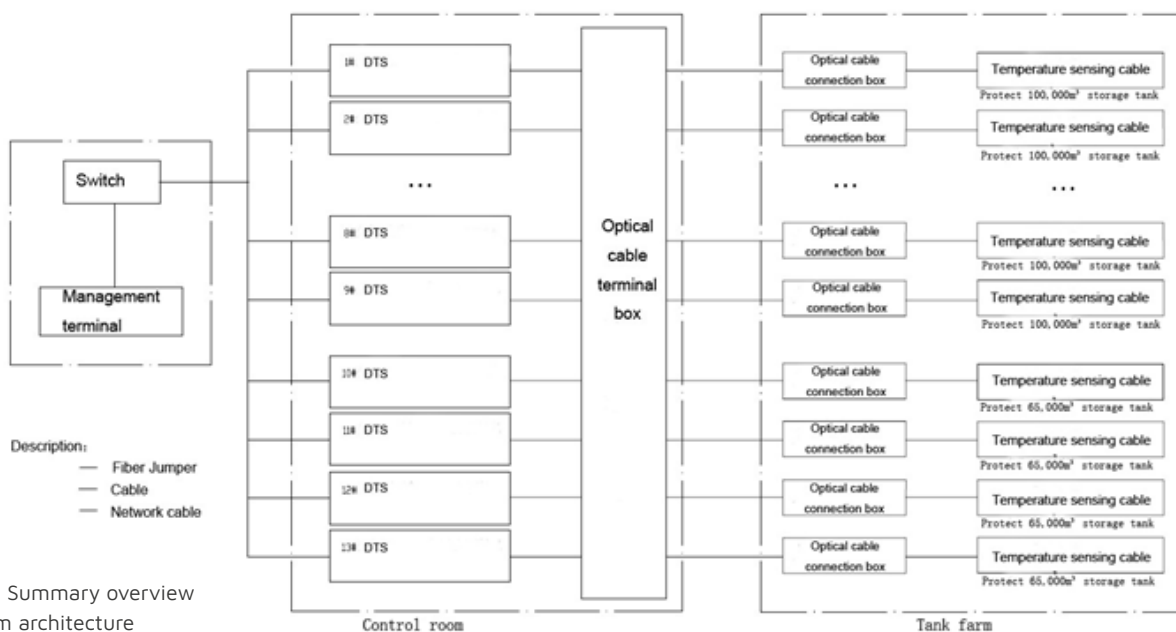 1# DTS
2# DTS
...
8# DTS
9# DTS
10# DTS
11# DTS
12# DTS
13# DTS
Optical
cable
terminal
box
Control room
Optical cable
connection box
Temperature sensing cable
Protect 100,000m³ storage tank
Optical cable
connection box
Temperature sensing cable
Protect 100,000m³ storage tank
...
...
Optical cable
connection box
Temperature sensing cable
Protect 100,000m³ storage tank
Optical cable
connection box
Temperature sensing cable
Protect 100,000m³ storage tank
Optical cable
connection box
Temperature sensing cable
Protect 65,000m³ storage tank
Optical cable
connection box
Temperature sensing cable
Protect 65,000m³ storage tank
Optical cable
connection box
Temperature sensing cable
Protect 65,000m³ storage tank
Optical cable
connection box
Temperature sensing cable
Protect 65,000m³ storage tank
Tank farm
Switch
Management
terminal
Description:
Fiber Jumper
Cable
Network cable
Summary overview
architecture